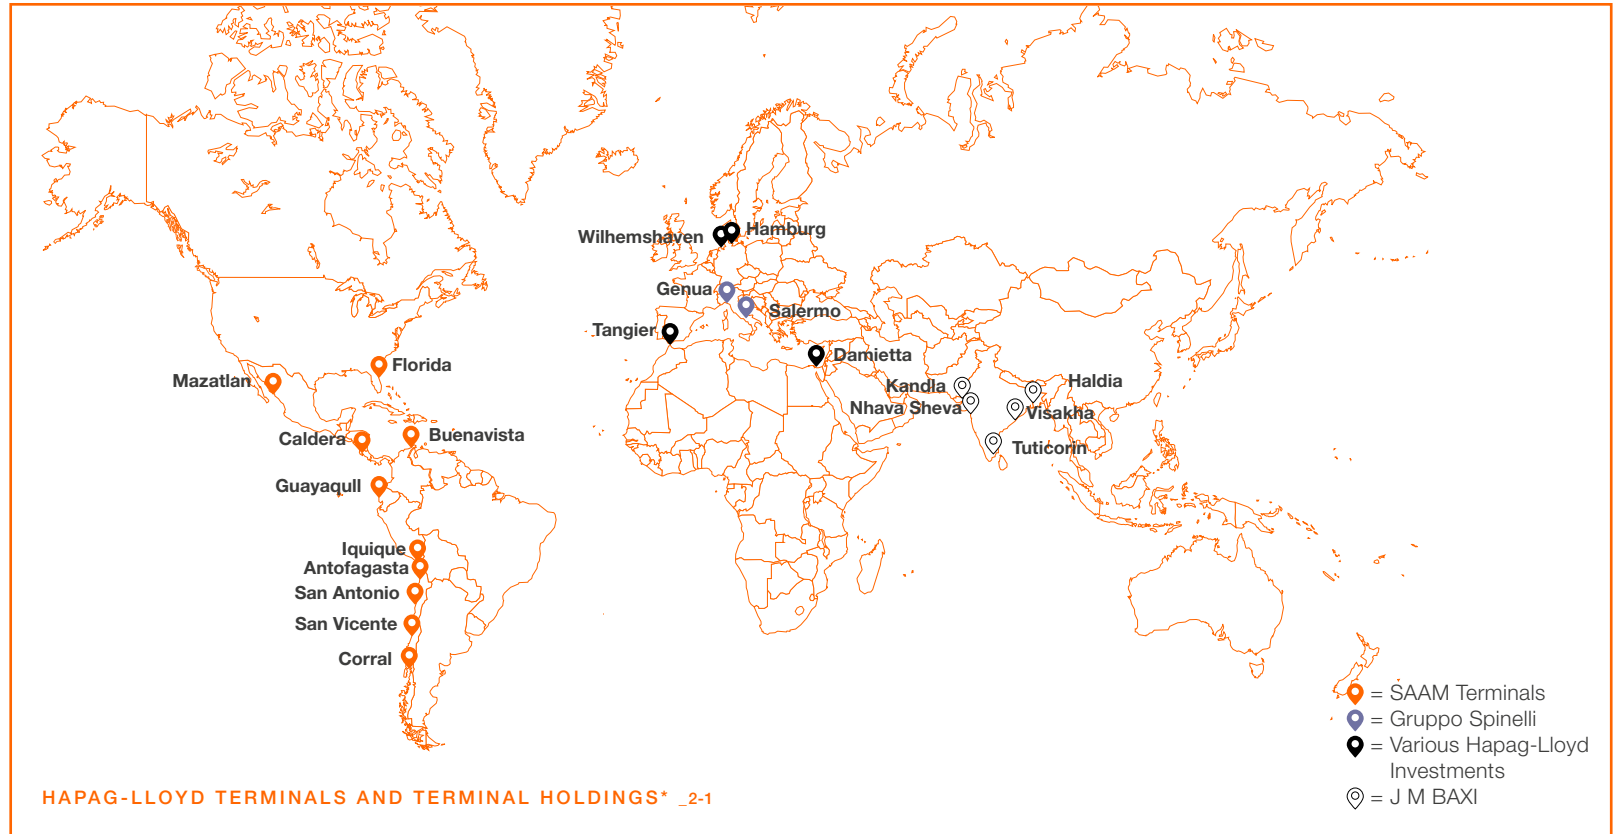 Wilhemshaven
Hamburg
Genua
Salermo
Tangier
Damietta
Florida
Mazatlan
Kandla
Haldia
Nhava Sheva
Visakha
Caldera
Buenavista
Tuticorin
Guayaqull
Iquique
Antofagasta
San Antonio
San Vicente
Corral
= SAAM Terminals
= Gruppo Spinelli
= Various Hapag-Lloyd
Investments
= J M BAXI
HAPAG-LLOYD TERMINALS AND TERMINAL HOLDINGS* _2-1